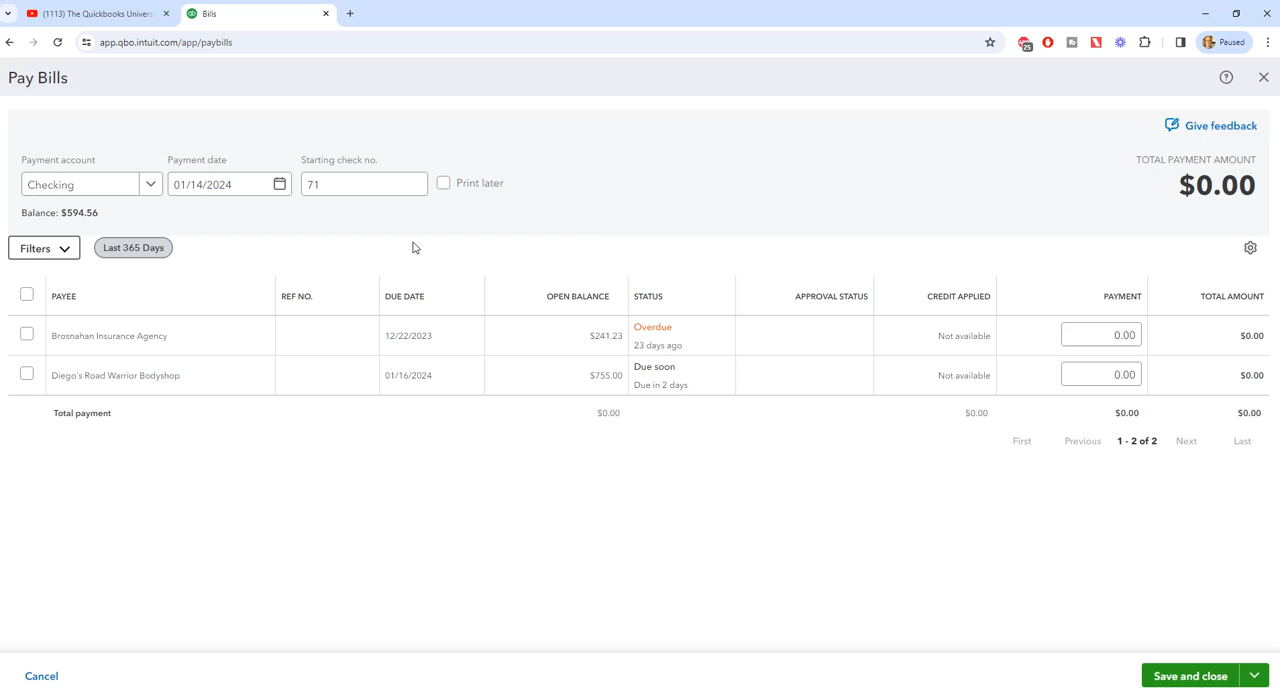 (1113) The Quickbooks Univers
Bills
app.qbo.intuit.com/app/paybills
25
Paused
Pay Bills
Give feedback
Payment account
Payment date
Starting check no.
TOTAL PAYMENT AMOUNT
Checking
01/14/2024
71
Print later
$0.00
Balance: $594.56
Filters
Last 365 Days
PAYEE REF NO. DUE DATE OPEN BALANCE STATUS APPROVAL STATUS CREDIT APPLIED PAYMENT TOTAL AMOUNT
Brosnahan Insurance Agency 12/22/2023 $241.23 Overdue Not available 0.00 $0.00
23 days ago
Diego's Road Warrior Bodyshop 01/16/2024 $755.00 Due soon Not available 0.00 $0.00
Due in 2 days
Total payment $0.00 $0.00 $0.00 $0.00
First Previous 1 - 2 of 2 Next Last
Cancel
Save and close